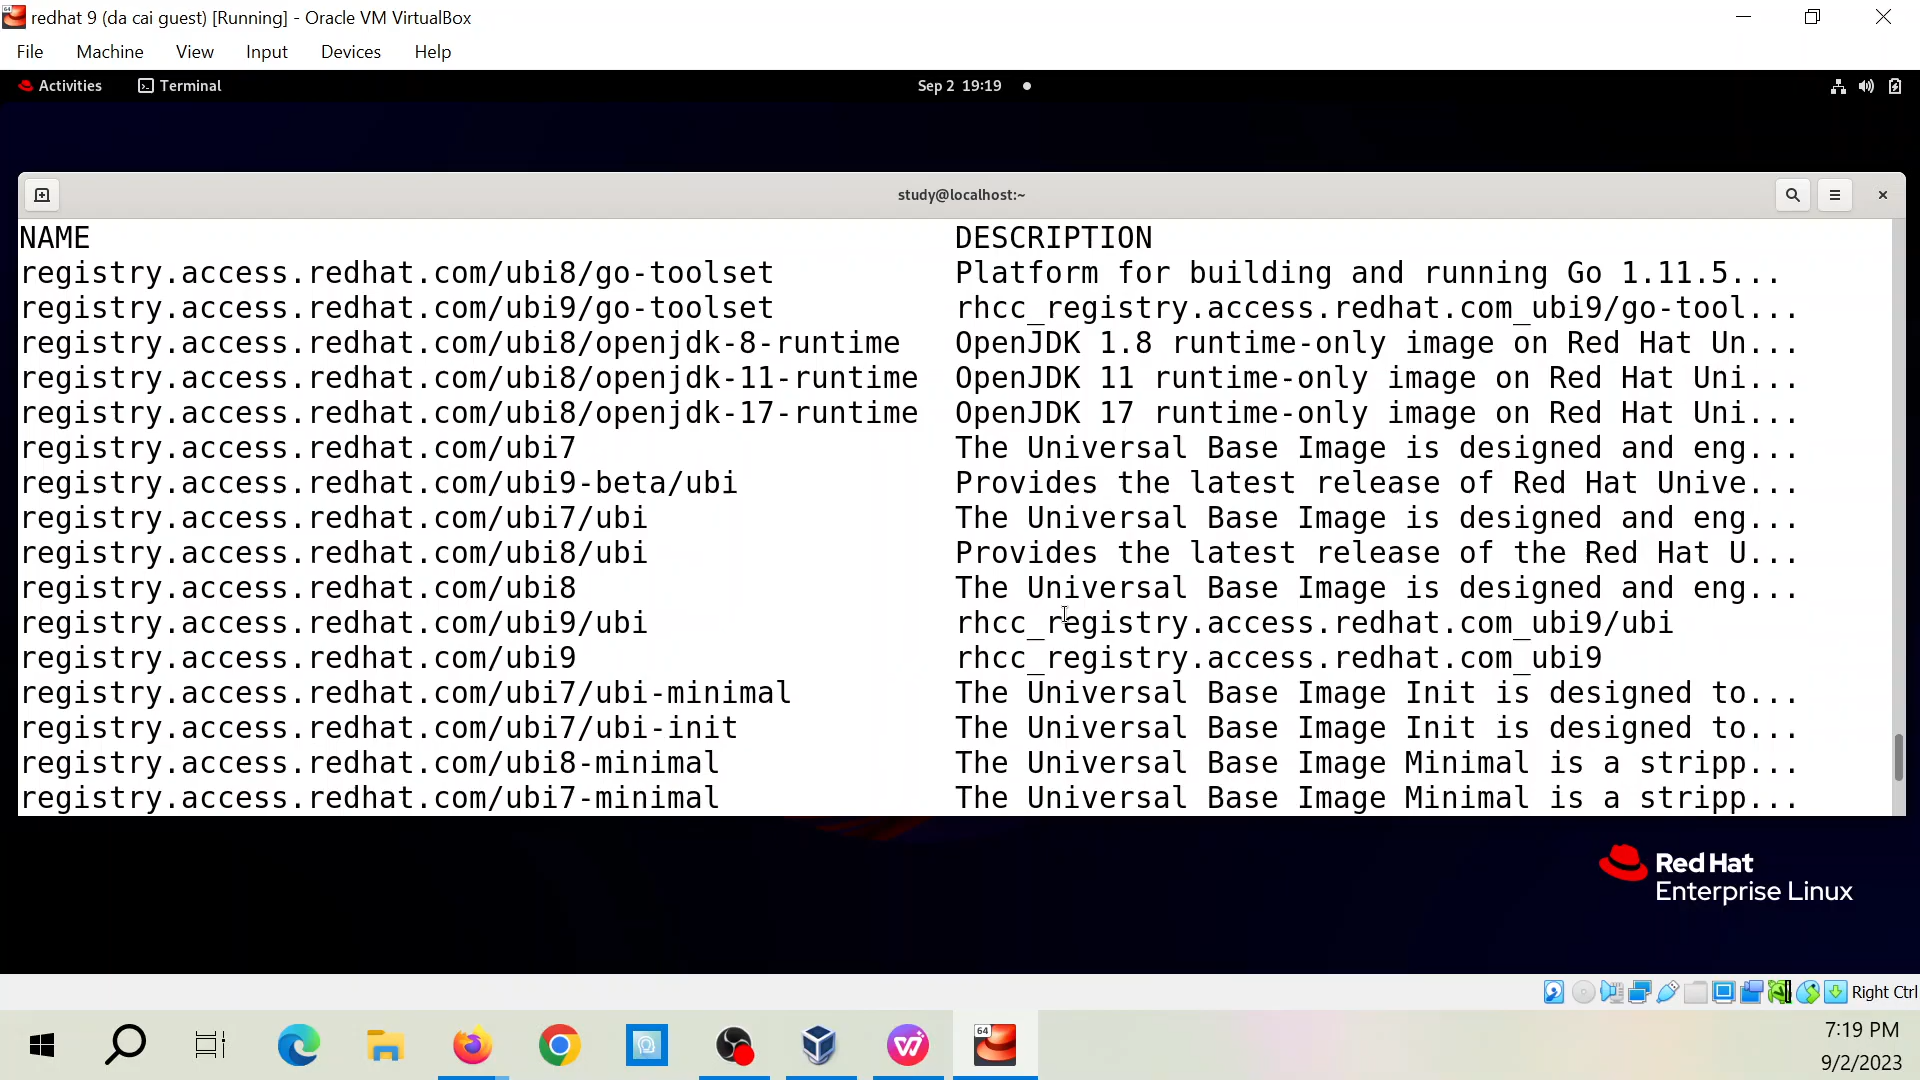 redhat 9 (da cai guest) [Running] - Oracle VM VirtualBox
File Machine View Input Devices Help
Activities Terminal Sep 2 19:19
study@localhost:~
NAME DESCRIPTION
registry.access.redhat.com/ubi8/go-toolset Platform for building and running Go 1.11.5...
registry.access.redhat.com/ubi9/go-toolset rhcc_registry.access.redhat.com_ubi9/go-tool...
registry.access.redhat.com/ubi8/openjdk-8-runtime OpenJDK 1.8 runtime-only image on Red Hat Un...
registry.access.redhat.com/ubi8/openjdk-11-runtime OpenJDK 11 runtime-only image on Red Hat Uni...
registry.access.redhat.com/ubi8/openjdk-17-runtime OpenJDK 17 runtime-only image on Red Hat Uni...
registry.access.redhat.com/ubi7 The Universal Base Image is designed and eng...
registry.access.redhat.com/ubi9-beta/ubi Provides the latest release of Red Hat Unive...
registry.access.redhat.com/ubi7/ubi The Universal Base Image is designed and eng...
registry.access.redhat.com/ubi8/ubi Provides the latest release of the Red Hat U...
registry.access.redhat.com/ubi8 The Universal Base Image is designed and eng...
registry.access.redhat.com/ubi9/ubi rhcc_registry.access.redhat.com_ubi9/ubi
registry.access.redhat.com/ubi9 rhcc_registry.access.redhat.com_ubi9
registry.access.redhat.com/ubi7/ubi-minimal The Universal Base Image Init is designed to...
registry.access.redhat.com/ubi7/ubi-init The Universal Base Image Init is designed to...
registry.access.redhat.com/ubi8-minimal The Universal Base Image Minimal is a stripp...
registry.access.redhat.com/ubi7-minimal The Universal Base Image Minimal is a stripp...
Red Hat
Enterprise Linux
Right Ctrl
64
7:19 PM
9/2/2023